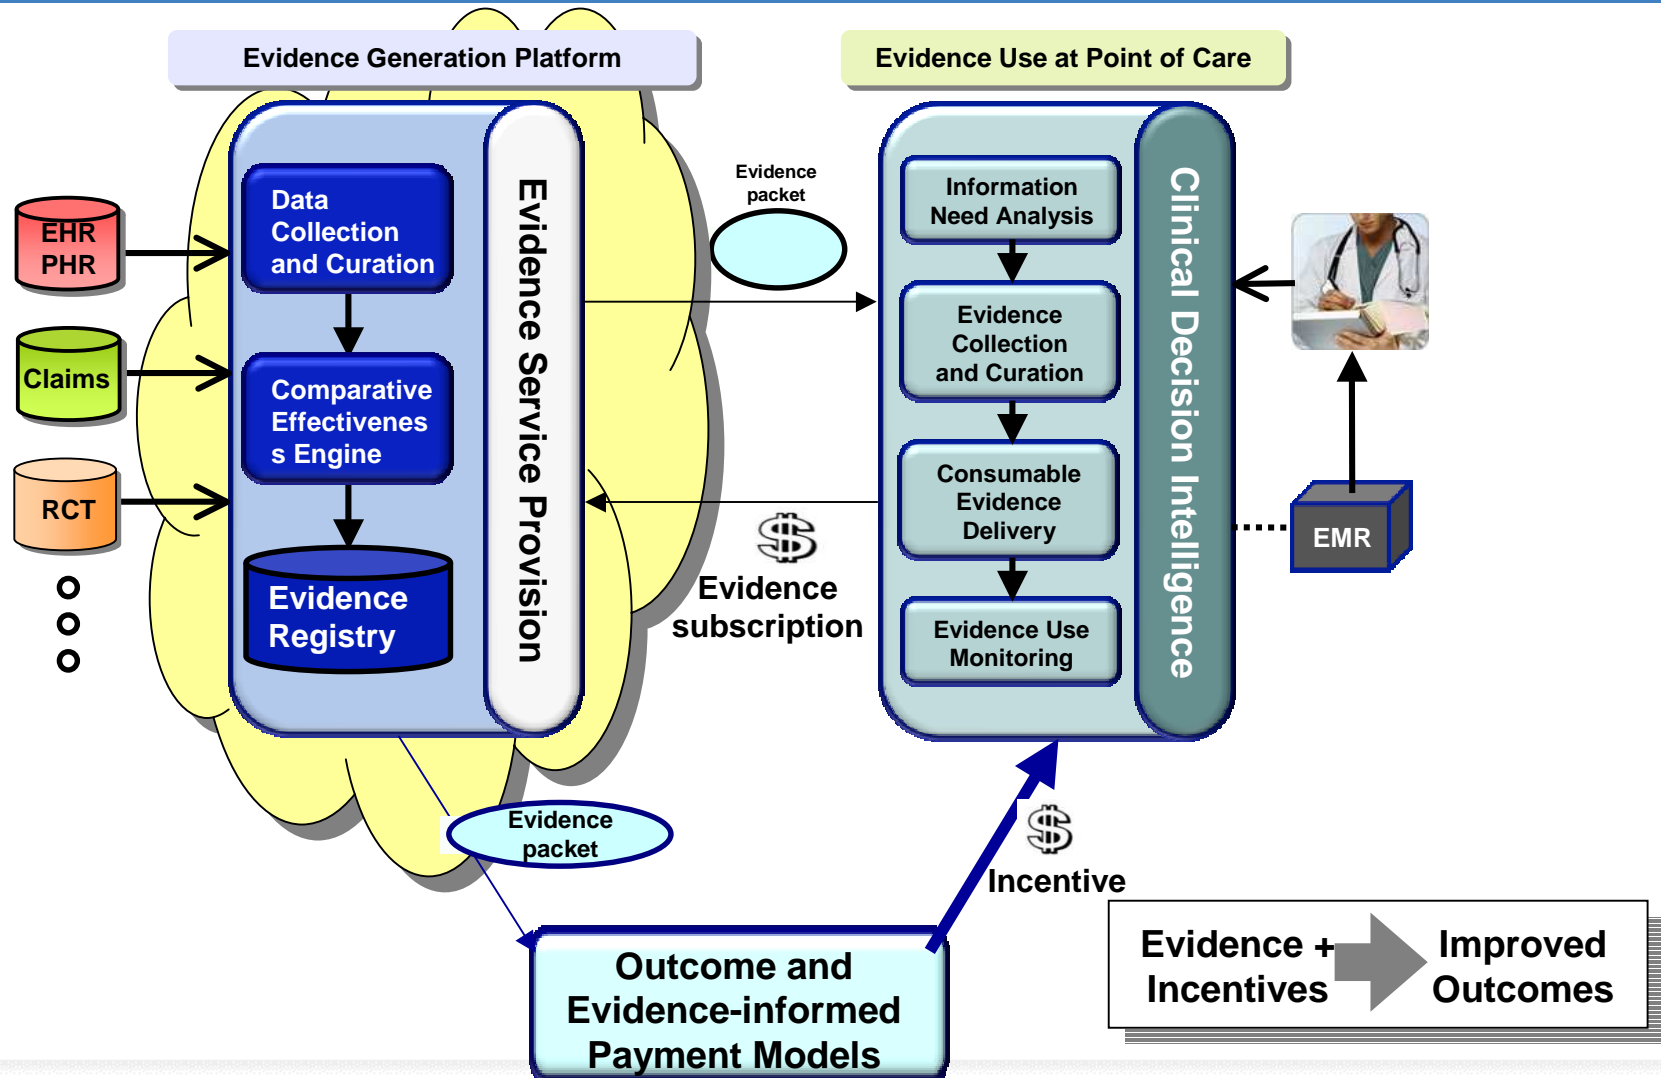 Evidence Generation Platform
Evidence Use at Point of Care
EHR
PHR
Claims
RCT
Data
Collection
and Curation
Comparative
Effectivenes
s Engine
Evidence
Registry
Evidence Service Provision
Evidence
packet
$
Evidence
subscription
Information
Need Analysis
Evidence
Collection
and Curation
Consumable
Evidence
Delivery
Evidence Use
Monitoring
Clinical Decision Intelligence
EMR
Evidence
packet
$
Incentive
Outcome and
Evidence-informed
Payment Models
Evidence +
Incentives
Improved
Outcomes